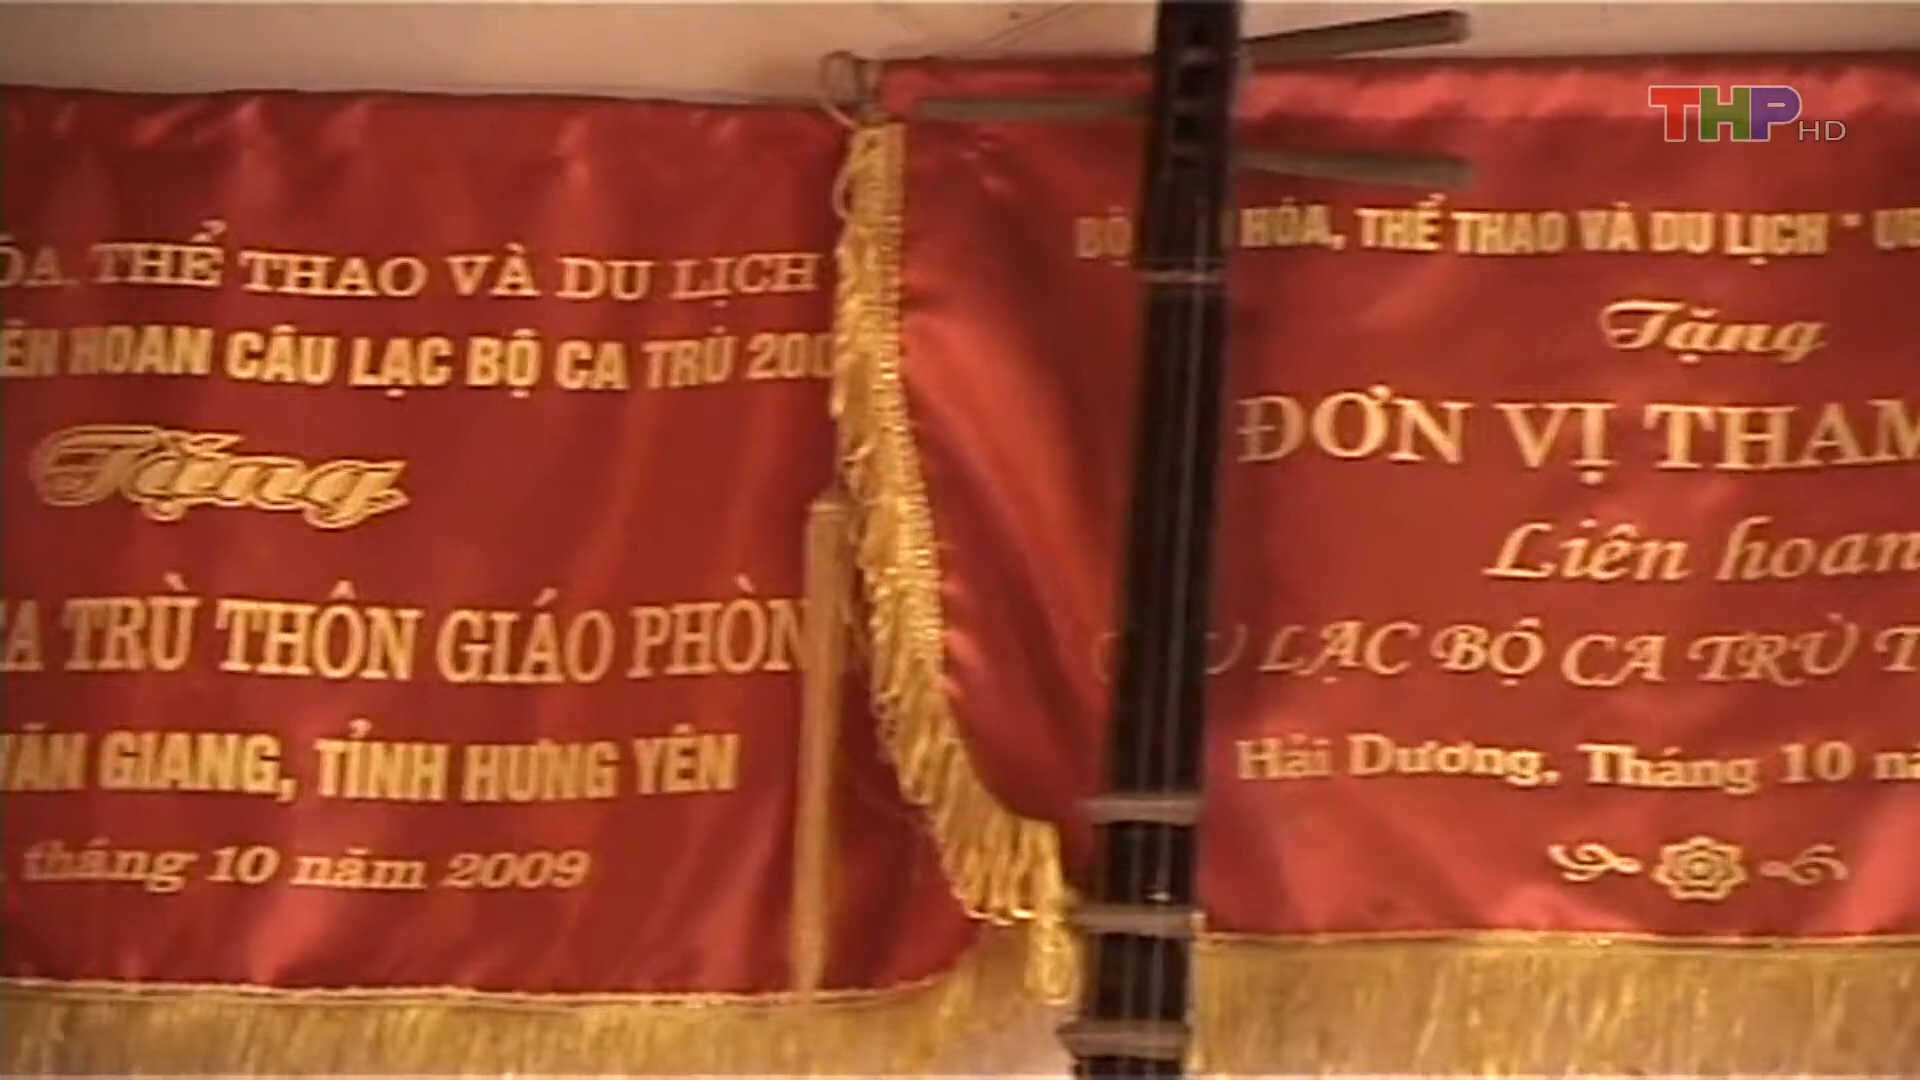 THỂ THAO VÀ DU LỊCH
HOAN CÂU LẠC BỘ CA TRÙ
Tặng
TRÙ THÔN GIÁO PHÒN
GIANG, TỈNH HƯNG YÊN
tháng 10 năm 2009
HÓA, THỂ THAO VÀ DU LỊCH *
Tặng
ĐƠN VỊ THAM
Liên hoan
LẠC BỘ CA TRÙ
Hải Dương, Tháng 10
THP HD